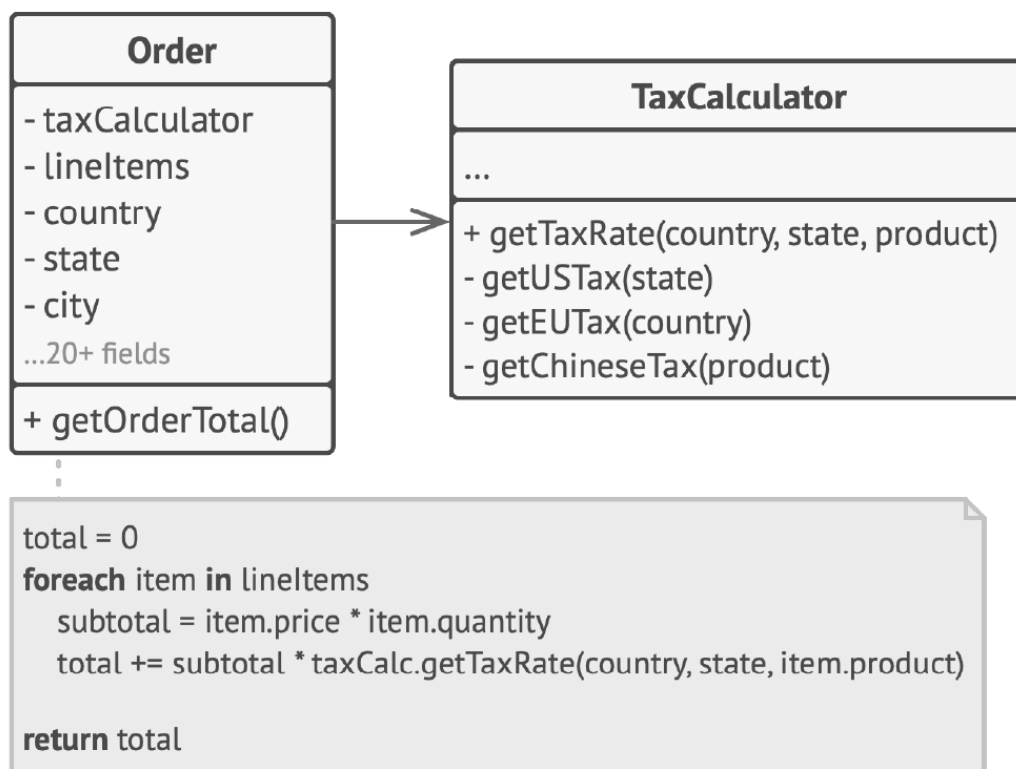 Order
- taxCalculator
- lineItems
- country
- state
- city
...20+ fields
+ getOrderTotal()
TaxCalculator
...
+ getTaxRate(country, state, product)
- getUSTax(state)
- getEUTax(country)
- getChineseTax(product)
total = 0
foreach item in lineItems
subtotal = item.price * item.quantity
total += subtotal * taxCalc.getTaxRate(country, state, item.product)
return total